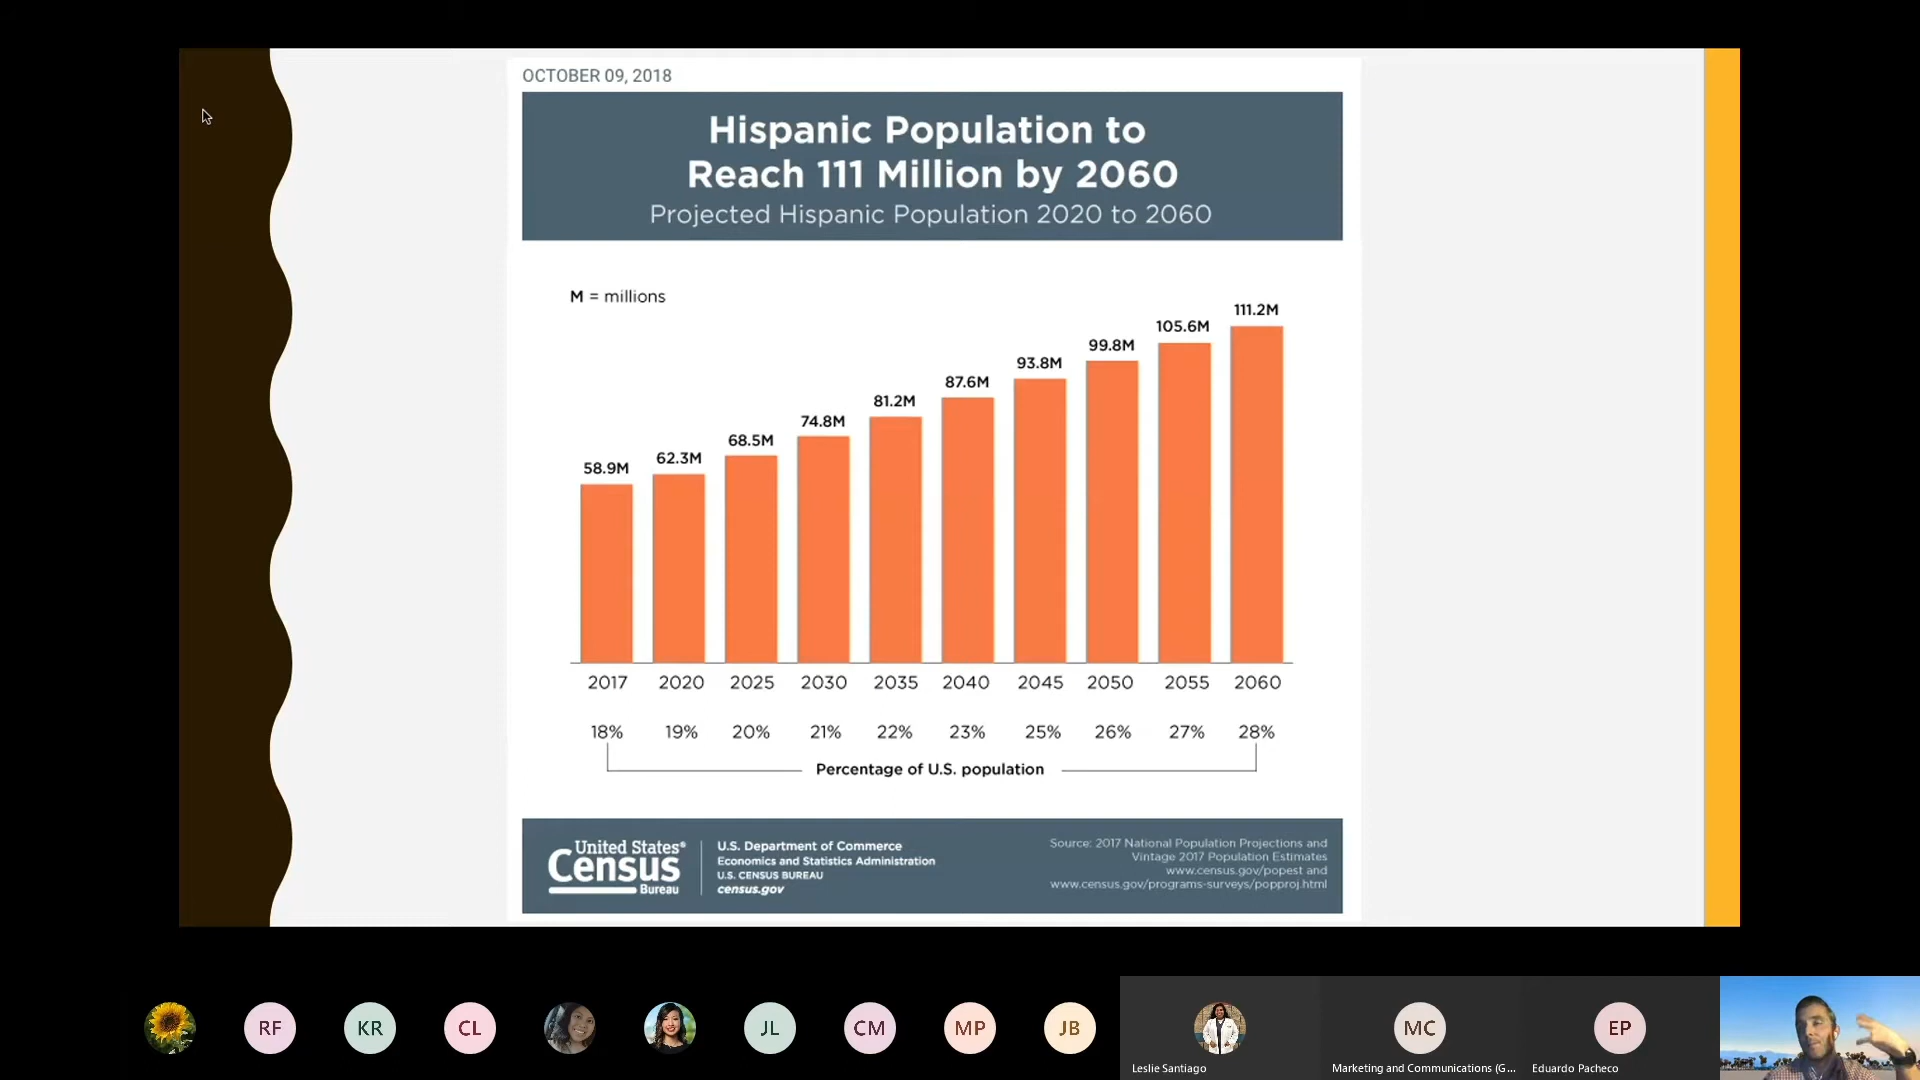 OCTOBER 09, 2018
Hispanic Population to
Reach 111 Million by 2060
Projected Hispanic Population 2020 to 2060
M = millions
58.9M 62.3M 68.5M 74.8M 81.2M 87.6M 93.8M 99.8M 105.6M 111.2M
2017 2020 2025 2030 2035 2040 2045 2050 2055 2060
18% 19% 20% 21% 22% 23% 25% 26% 27% 28%
Percentage of U.S. population
United States®
Census
Bureau
U.S. Department of Commerce
Economics and Statistics Administration
U.S. CENSUS BUREAU
census.gov
Source: 2017 National Population Projections and
Vintage 2017 Population Estimates
www.census.gov/popest and
www.census.gov/programs-surveys/popproj.html
RF KR CL JL CM MP JB MC EP
Leslie Santiago Marketing and Communications (G... Eduardo Pacheco